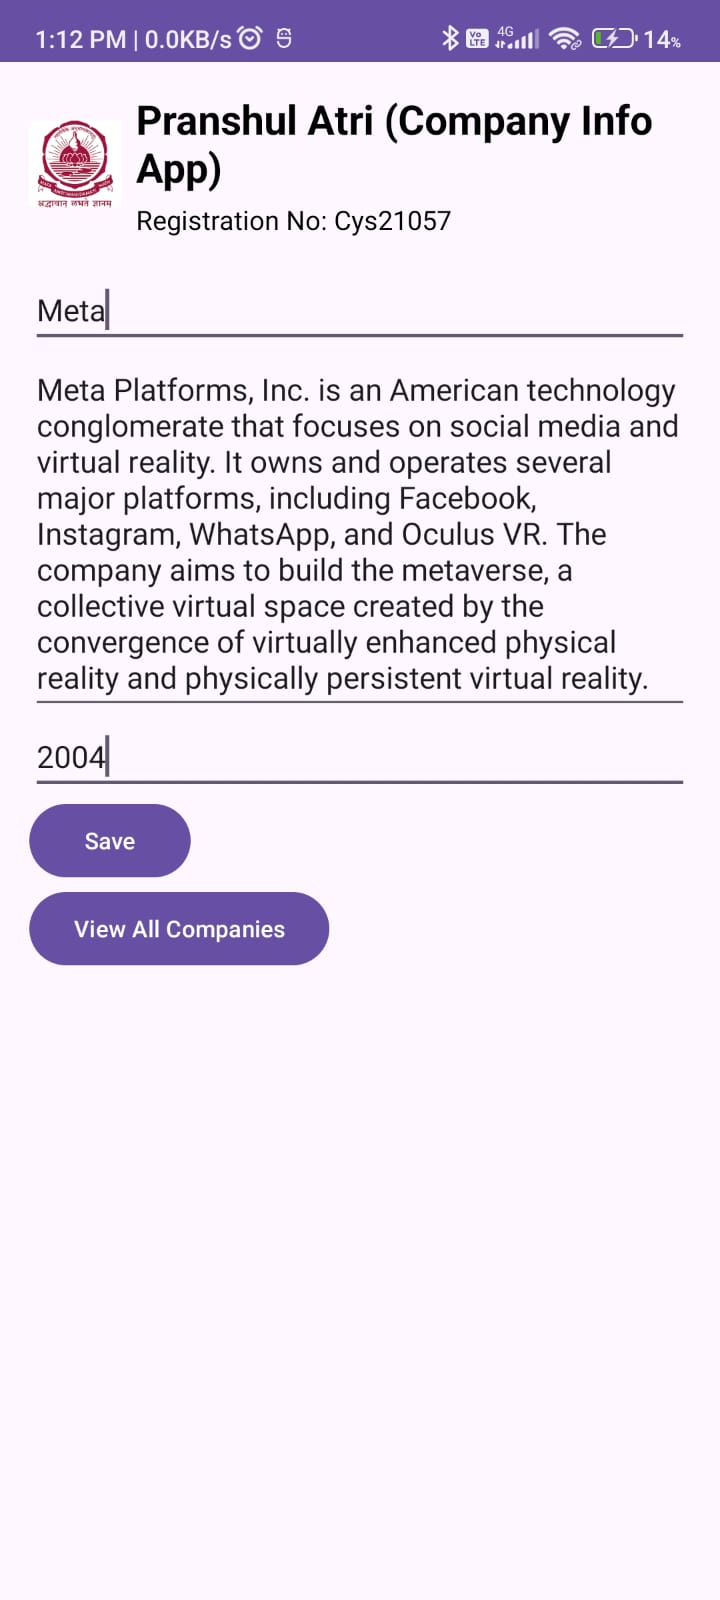 1:12 PM | 0.0KB/s
Vo LTE 4G 14%
Pranshul Atri (Company Info
App)
श्रद्धावान् लभते ज्ञानम्
Registration No: Cys21057
Meta
Meta Platforms, Inc. is an American technology
conglomerate that focuses on social media and
virtual reality. It owns and operates several
major platforms, including Facebook,
Instagram, WhatsApp, and Oculus VR. The
company aims to build the metaverse, a
collective virtual space created by the
convergence of virtually enhanced physical
reality and physically persistent virtual reality.
2004
Save
View All Companies